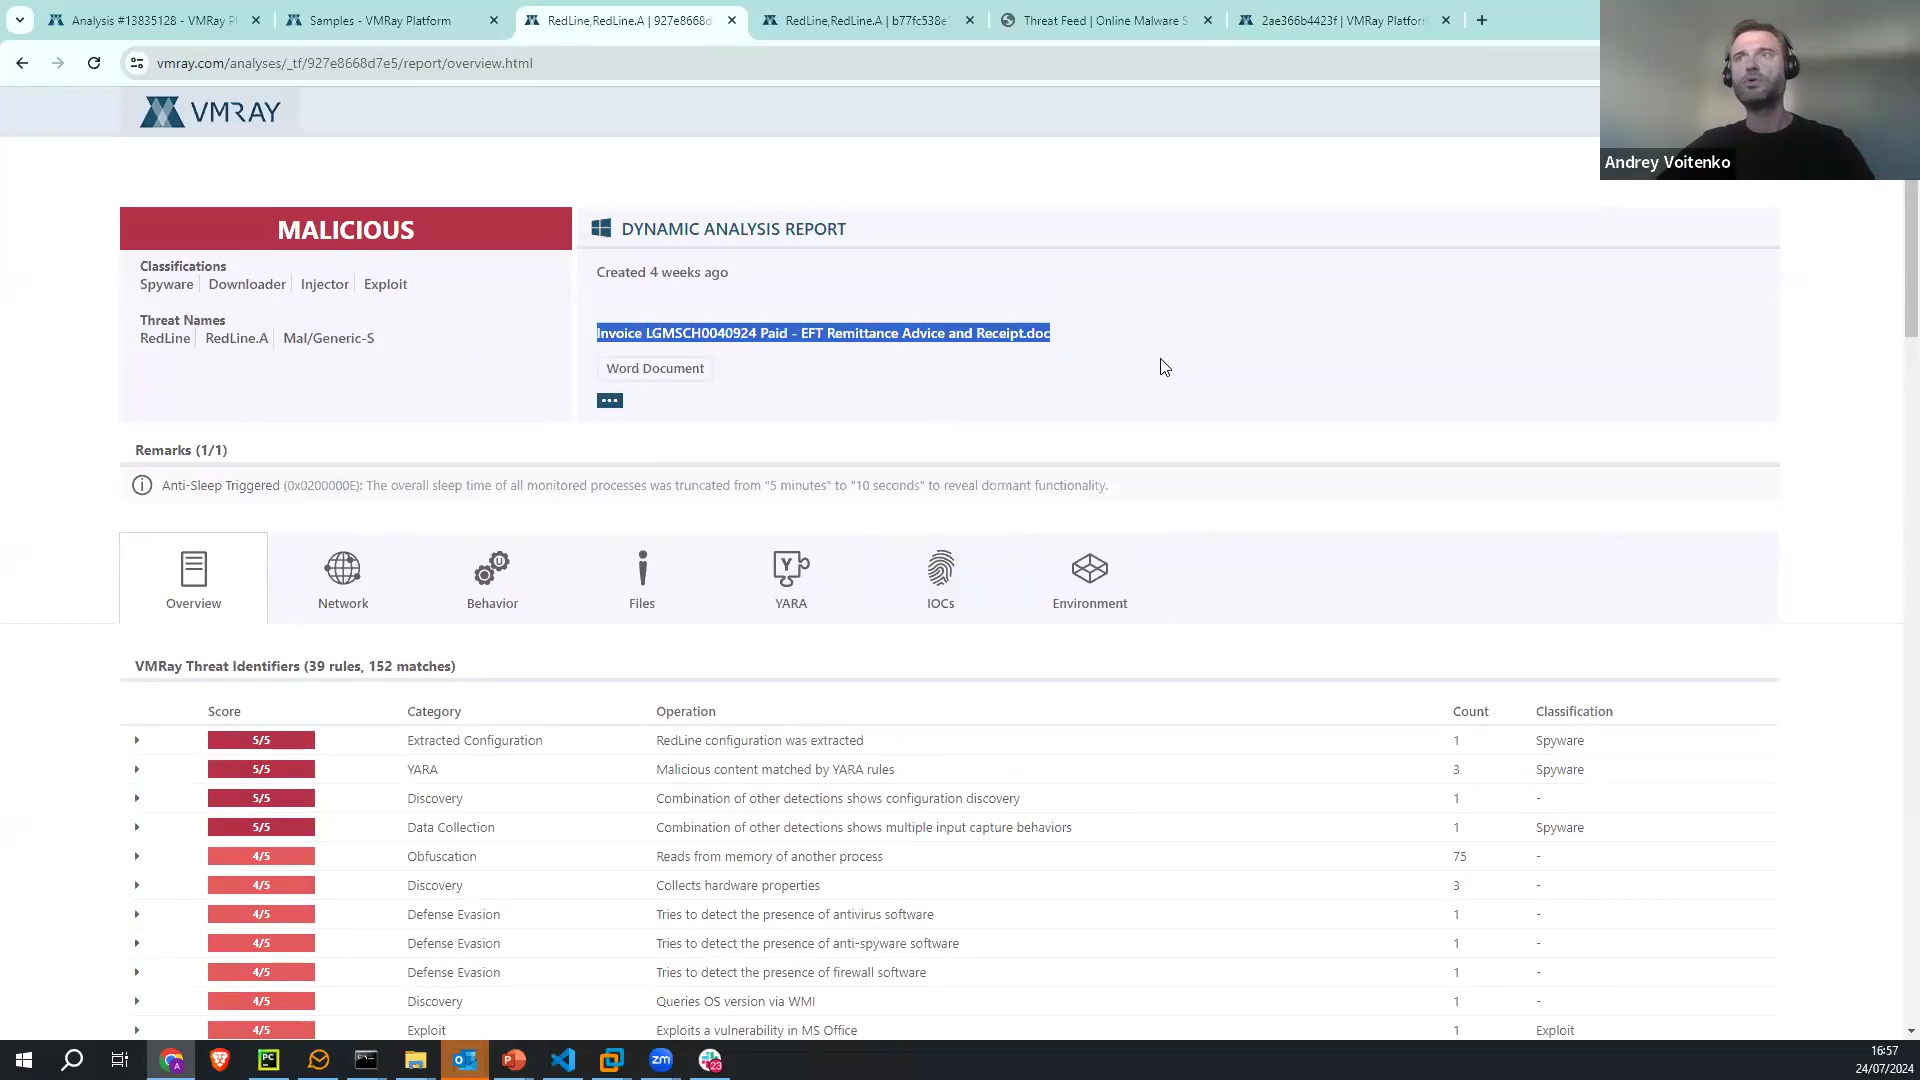 Analysis #13835128 - VMRay Pl
Samples - VMRay Platform
RedLine,RedLine.A | 927e8668d
RedLine,RedLine.A | b77fc538e
Threat Feed | Online Malware S
2ae366b4423f | VMRay Platform
vmray.com/analyses/_tf/927e8668d7e5/report/overview.html
VMRAY
Andrey Voitenko
MALICIOUS
Classifications
Spyware Downloader Injector Exploit
Threat Names
RedLine RedLine.A Mal/Generic-S
DYNAMIC ANALYSIS REPORT
Created 4 weeks ago
Invoice LGMSCH0040924 Paid - EFT Remittance Advice and Receipt.doc
Word Document
Remarks (1/1)
Anti-Sleep Triggered (0x0200000E): The overall sleep time of all monitored processes was truncated from "5 minutes" to "10 seconds" to reveal dormant functionality.
Overview Network Behavior Files YARA IOCs Environment
VMRay Threat Identifiers (39 rules, 152 matches)
Score Category Operation Count Classification
5/5 Extracted Configuration RedLine configuration was extracted 1 Spyware
5/5 YARA Malicious content matched by YARA rules 3 Spyware
5/5 Discovery Combination of other detections shows configuration discovery 1 -
5/5 Data Collection Combination of other detections shows multiple input capture behaviors 1 Spyware
4/5 Obfuscation Reads from memory of another process 75 -
4/5 Discovery Collects hardware properties 3 -
4/5 Defense Evasion Tries to detect the presence of antivirus software 1 -
4/5 Defense Evasion Tries to detect the presence of anti-spyware software 1 -
4/5 Defense Evasion Tries to detect the presence of firewall software 1 -
4/5 Discovery Queries OS version via WMI 1 -
4/5 Exploit Exploits a vulnerability in MS Office 1 Exploit
16:57
24/07/2024